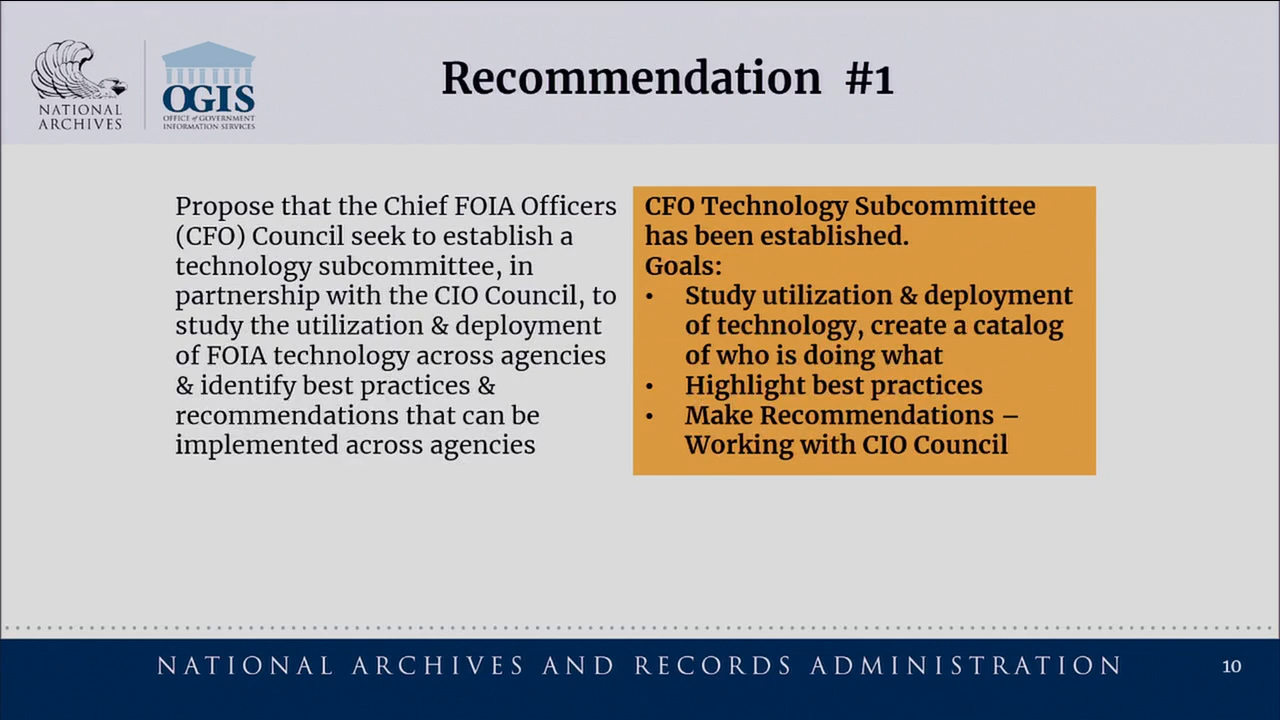 NATIONAL
ARCHIVES
OGIS
OFFICE of GOVERNMENT
INFORMATION SERVICES
Recommendation #1
Propose that the Chief FOIA Officers
(CFO) Council seek to establish a
technology subcommittee, in
partnership with the CIO Council, to
study the utilization & deployment
of FOIA technology across agencies
& identify best practices &
recommendations that can be
implemented across agencies
CFO Technology Subcommittee
has been established.
Goals:
• Study utilization & deployment
of technology, create a catalog
of who is doing what
• Highlight best practices
• Make Recommendations –
Working with CIO Council
NATIONAL ARCHIVES AND RECORDS ADMINISTRATION
10